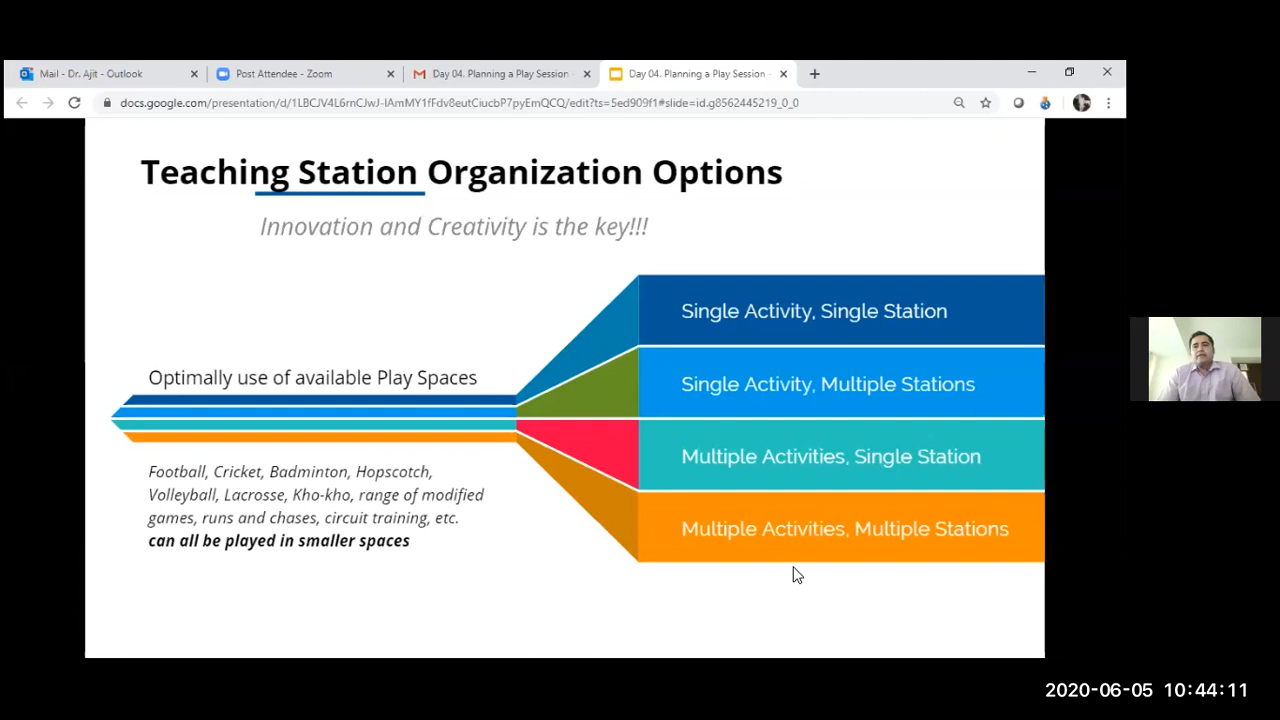 Mail - Dr. Ajit - Outlook
Post Attendee - Zoom
Day 04. Planning a Play Session -
Day 04. Planning a Play Session -
docs.google.com/presentation/d/1LBCJV4L6rnCJwJ-IAmMY1fFdv8eutCiucbP7pyEmQCQ/edit?ts=5ed909f1#slide=id.g8562445219_0_0
Teaching Station Organization Options
Innovation and Creativity is the key!!!
Single Activity, Single Station
Optimally use of available Play Spaces
Single Activity, Multiple Stations
Multiple Activities, Single Station
Football, Cricket, Badminton, Hopscotch,
Volleyball, Lacrosse, Kho-kho, range of modified
games, runs and chases, circuit training, etc.
can all be played in smaller spaces
Multiple Activities, Multiple Stations
2020-06-05 10:44:11